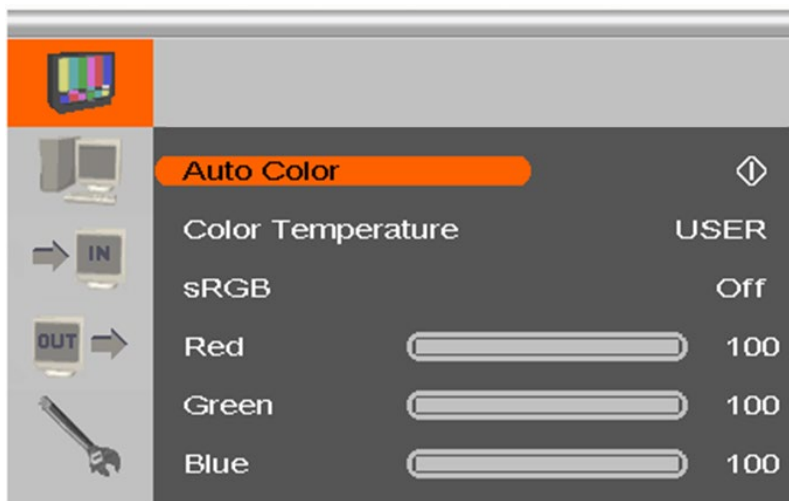 Auto Color
IN
Color Temperature USER
sRGB Off
OUT
Red 100
Green 100
Blue 100